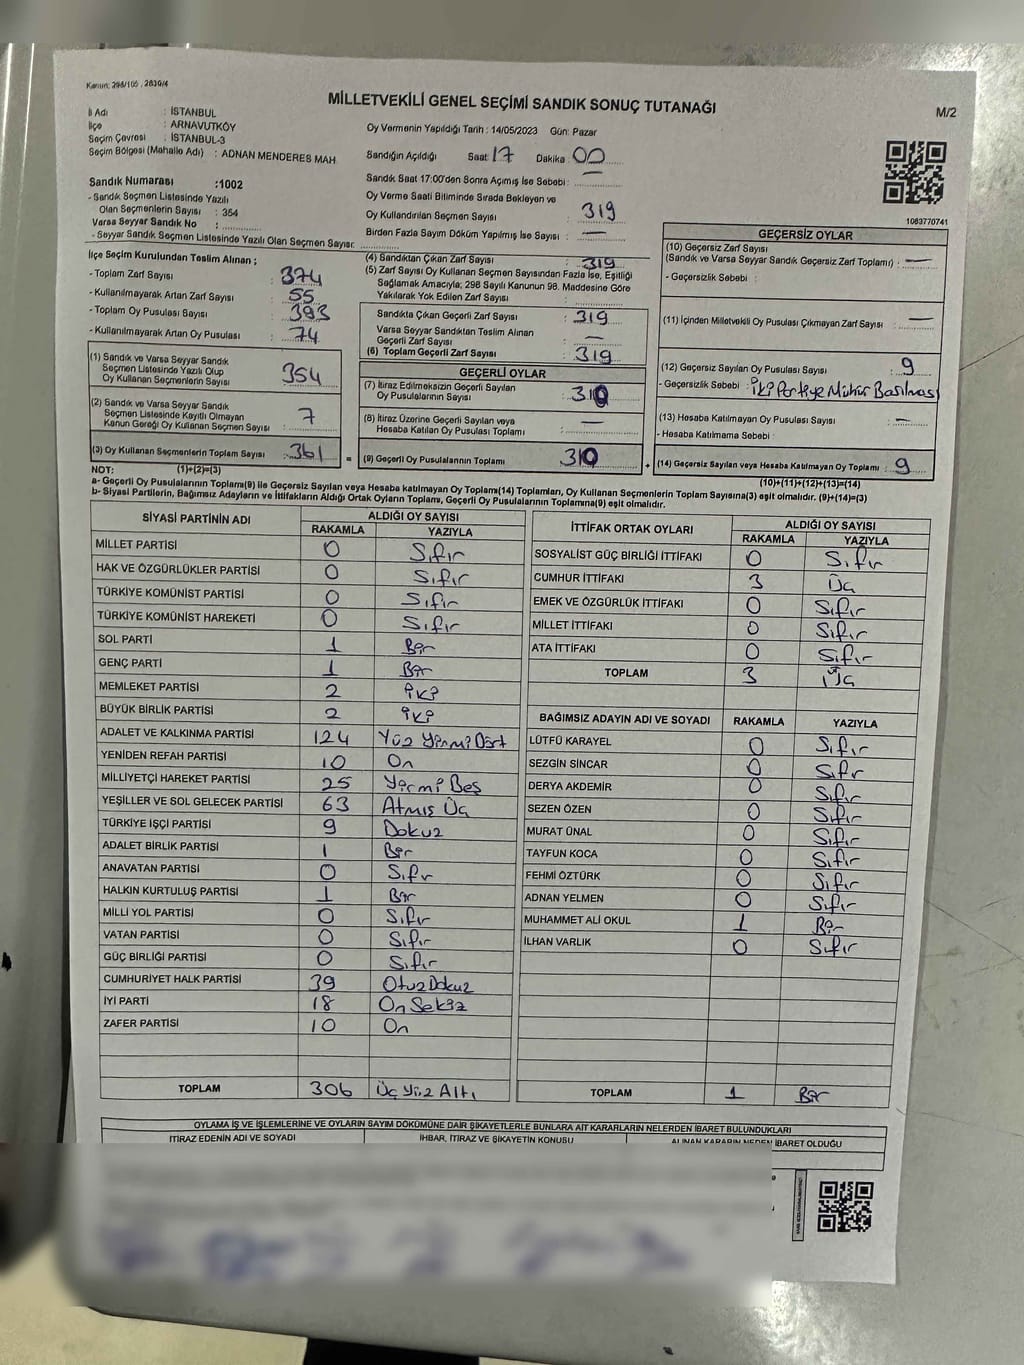 Kanun: 298/105 , 2839/4
MİLLETVEKİLİ GENEL SEÇİMİ SANDIK SONUÇ TUTANAĞI
M/2
İl Adı : İSTANBUL
İlçe : ARNAVUTKÖY
Seçim Çevresi : İSTANBUL-3
Seçim Bölgesi (Mahalle Adı) : ADNAN MENDERES MAH
Oy Vermenin Yapıldığı Tarih : 14/05/2023 Gün: Pazar
Sandığın Açıldığı Saat 17 Dakika 00
Sandık Saat 17:00'den Sonra Açımış İse Sebebi : —
Sandık Numarası :1002
- Sandık Seçmen Listesinde Yazılı
Olan Seçmenlerin Sayısı : 354
Varsa Seyyar Sandık No :
- Seyyar Sandık Seçmen Listesinde Yazılı Olan Seçmen Sayısı:
Oy Verme Saati Bitiminde Sırada Bekleyen ve
Oy Kullandırılan Seçmen Sayısı : 319
Birden Fazla Sayım Döküm Yapılmış İse Sayısı : —
1083770741
İlçe Seçim Kurulundan Teslim Alınan ;
- Toplam Zarf Sayısı : 374
- Kullanılmayarak Artan Zarf Sayısı : 55
- Toplam Oy Pusulası Sayısı : 393
- Kullanılmayarak Artan Oy Pusulası : 74
(1) Sandık ve Varsa Seyyar Sandık
Seçmen Listesinde Yazılı Olup
Oy Kullanan Seçmenlerin Sayısı : 354
(2) Sandık ve Varsa Seyyar Sandık
Seçmen Listesinde Kayıtlı Olmayan
Kanun Gereği Oy Kullanan Seçmen Sayısı : 7
(3) Oy Kullanan Seçmenlerin Toplam Sayısı : 361
(4) Sandıktan Çıkan Zarf Sayısı : 319
(5) Zarf Sayısı Oy Kullanan Seçmen Sayısından Fazla İse, Eşitliği
Sağlamak Amacıyla; 298 Sayılı Kanunun 98. Maddesine Göre
Yakılarak Yok Edilen Zarf Sayısı :
Sandıkta Çıkan Geçerli Zarf Sayısı : 319
Varsa Seyyar Sandıktan Teslim Alınan
Geçerli Zarf Sayısı : —
(6) Toplam Geçerli Zarf Sayısı : 319
GEÇERLİ OYLAR
(7) İtiraz Edilmeksizin Geçerli Sayılan
Oy Pusulalarının Sayısı : 310
(8) İtiraz Üzerine Geçerli Sayılan veya
Hesaba Katılan Oy Pusulası Toplamı : —
= (9) Geçerli Oy Pusulalarının Toplamı : 310
GEÇERSİZ OYLAR
(10) Geçersiz Zarf Sayısı
(Sandık ve Varsa Seyyar Sandık Geçersiz Zarf Toplamı) : —
- Geçersizlik Sebebi :
(11) İçinden Milletvekili Oy Pusulası Çıkmayan Zarf Sayısı : —
(12) Geçersiz Sayılan Oy Pusulası Sayısı : 9
- Geçersizlik Sebebi : İki Partiye Mühür Basılması
(13) Hesaba Katılmayan Oy Pusulası Sayısı : —
- Hesaba Katılmama Sebebi :
+ (14) Geçersiz Sayılan veya Hesaba Katılmayan Oy Toplamı : 9
NOT: (1)+(2)=(3)
(10)+(11)+(12)+(13)=(14)
a- Geçerli Oy Pusulalarının Toplamı(9) ile Geçersiz Sayılan veya Hesaba Katılmayan Oy Toplamı(14) Toplamları, Oy Kullanan Seçmenlerin Toplam Sayısına(3) eşit olmalıdır. (9)+(14)=(3)
b- Siyasi Partilerin, Bağımsız Adayların ve İttifakların Aldığı Ortak Oyların Toplamı, Geçerli Oy Pusulalarının Toplamına(9) eşit olmalıdır.
SİYASİ PARTİNİN ADI ALDIĞI OY SAYISI
RAKAMLA YAZIYLA
MİLLET PARTİSİ 0 Sıfır
HAK VE ÖZGÜRLÜKLER PARTİSİ 0 Sıfır
TÜRKİYE KOMÜNİST PARTİSİ 0 Sıfır
TÜRKİYE KOMÜNİST HAREKETİ 0 Sıfır
SOL PARTİ 1 Bir
GENÇ PARTİ 1 Bir
MEMLEKET PARTİSİ 2 İki
BÜYÜK BİRLİK PARTİSİ 2 İki
ADALET VE KALKINMA PARTİSİ 124 Yüz Yirmi Dört
YENİDEN REFAH PARTİSİ 10 On
MİLLİYETÇİ HAREKET PARTİSİ 25 Yirmi Beş
YEŞİLLER VE SOL GELECEK PARTİSİ 63 Atmış Üç
TÜRKİYE İŞÇİ PARTİSİ 9 Dokuz
ADALET BİRLİK PARTİSİ 1 Bir
ANAVATAN PARTİSİ 0 Sıfır
HALKIN KURTULUŞ PARTİSİ 1 Bir
MİLLİ YOL PARTİSİ 0 Sıfır
VATAN PARTİSİ 0 Sıfır
GÜÇ BİRLİĞİ PARTİSİ 0 Sıfır
CUMHURİYET HALK PARTİSİ 39 Otuz Dokuz
İYİ PARTİ 18 On Sekiz
ZAFER PARTİSİ 10 On
TOPLAM 306 Üç Yüz Altı
İTTİFAK ORTAK OYLARI ALDIĞI OY SAYISI
RAKAMLA YAZIYLA
SOSYALİST GÜÇ BİRLİĞİ İTTİFAKI 0 Sıfır
CUMHUR İTTİFAKI 3 Üç
EMEK VE ÖZGÜRLÜK İTTİFAKI 0 Sıfır
MİLLET İTTİFAKI 0 Sıfır
ATA İTTİFAKI 0 Sıfır
TOPLAM 3 Üç
BAĞIMSIZ ADAYIN ADI VE SOYADI RAKAMLA YAZIYLA
LÜTFÜ KARAYEL 0 Sıfır
SEZGİN SİNCAR 0 Sıfır
DERYA AKDEMİR 0 Sıfır
SEZEN ÖZEN 0 Sıfır
MURAT ÜNAL 0 Sıfır
TAYFUN KOCA 0 Sıfır
FEHMİ ÖZTÜRK 0 Sıfır
ADNAN YELMEN 0 Sıfır
MUHAMMET ALİ OKUL 1 Bir
İLHAN VARLIK 0 Sıfır
TOPLAM 1 Bir
OYLAMA İŞ VE İŞLEMLERİNE VE OYLARIN SAYIM DÖKÜMÜNE DAİR ŞİKAYETLERLE BUNLARA AİT KARARLARIN NELERDEN İBARET BULUNDUKLARI
İTİRAZ EDENİN ADI VE SOYADI İHBAR, İTİRAZ VE ŞİKAYETİN KONUSU ALINAN KARARIN NEDEN İBARET OLDUĞU